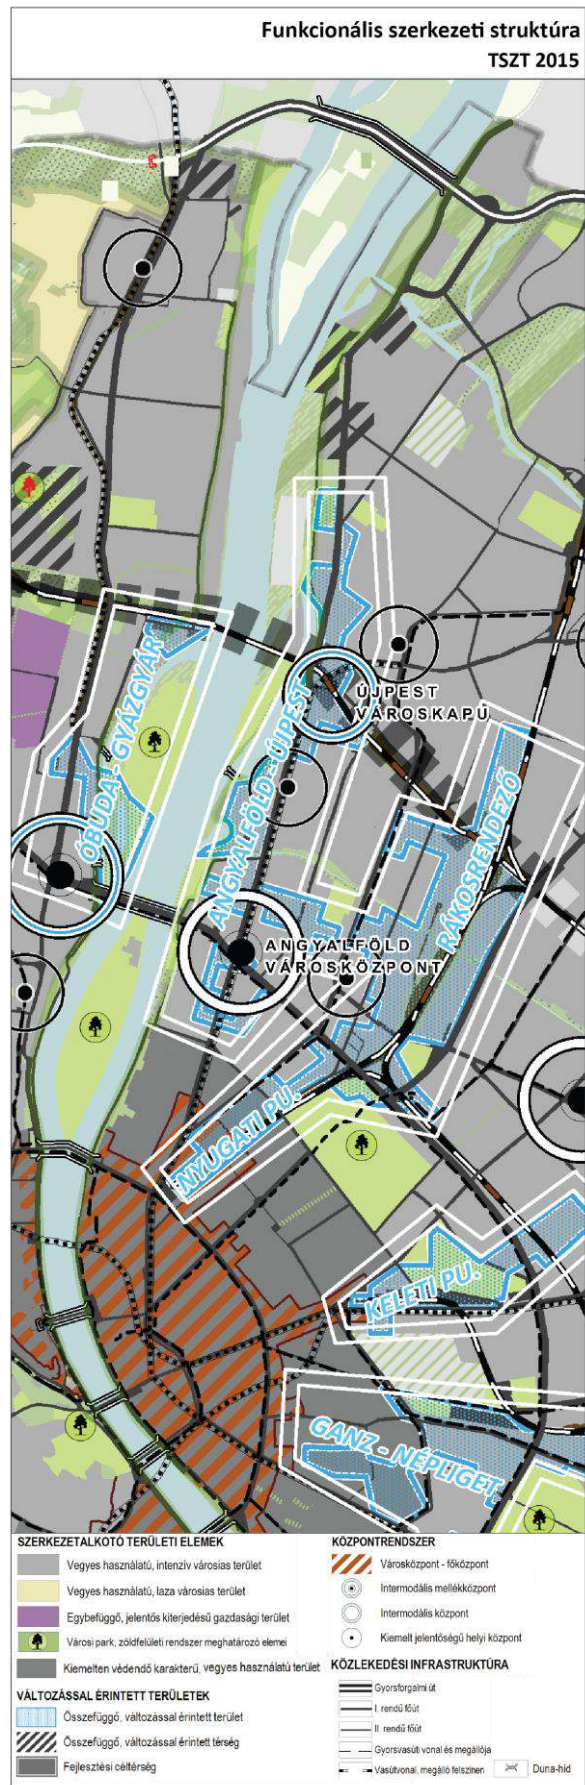 Funkcionális szerkezeti struktúra
TSZT 2015
ÓBUDA - GYÁZGYÁR
ANGYALFÖLD - ÚJPEST
ÚJPEST
VÁROSKAPU
RÁKOSRENDEZŐ
ANGYALFÖLD
VÁROSKÖZPONT
NYUGATI PU.
KELETI PU.
GANZ - NÉPLIGET
SZERKEZETALKOTÓ TERÜLETI ELEMEK
Vegyes használatú, intenzív városias terület
Vegyes használatú, laza városias terület
Egybefüggő, jelentős kiterjedésű gazdasági terület
Városi park, zöldfelületi rendszer meghatározó elemei
Kiemelten védendő karakterű, vegyes használatú terület
VÁLTOZÁSSAL ÉRINTETT TERÜLETEK
Összefüggő, változással érintett terület
Összefüggő, változással érintett térség
Fejlesztési céltérség
KÖZPONTRENDSZER
Városközpont - főközpont
Intermodális mellékközpont
Intermodális központ
Kiemelt jelentőségű helyi központ
KÖZLEKEDÉSI INFRASTRUKTÚRA
Gyorsforgalmi út
I. rendű főút
II. rendű főút
Gyorsvasúti vonal és megállója
Vasútvonal, megálló felszínen
Duna-híd